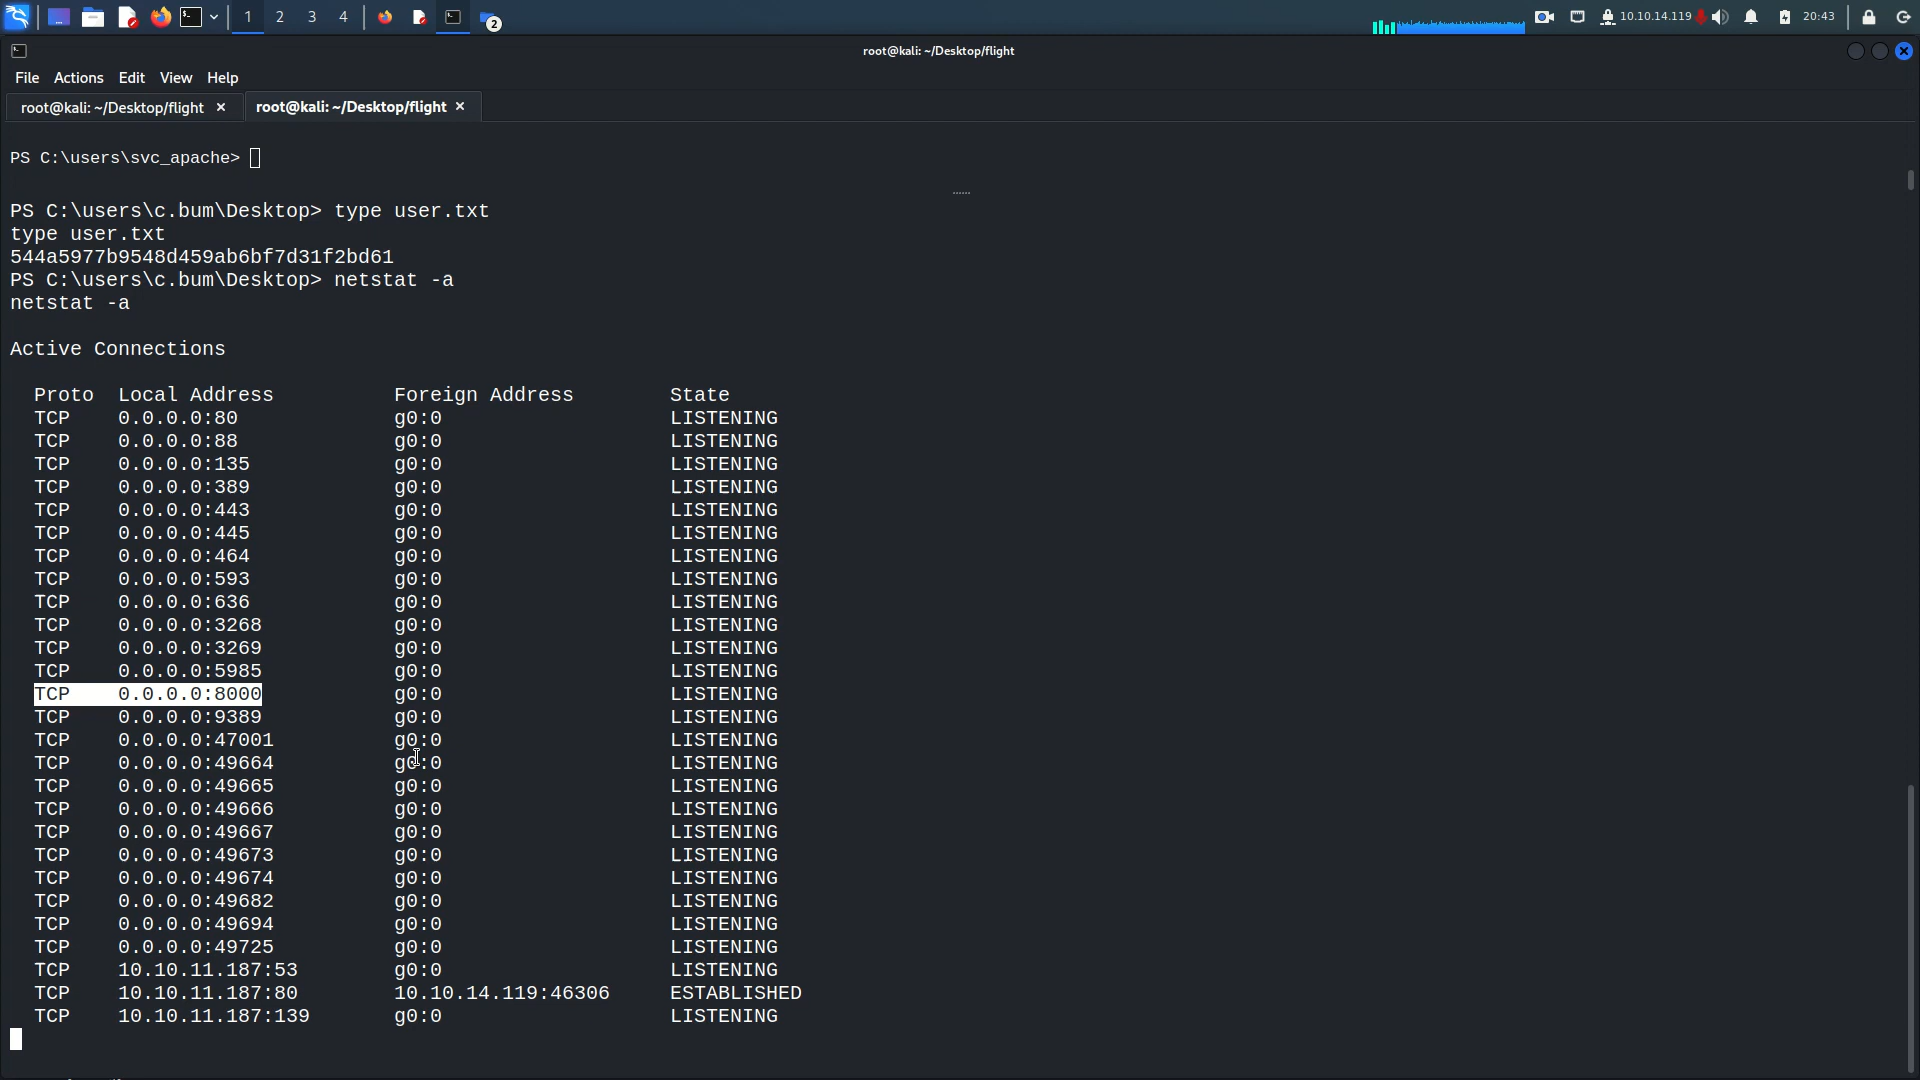 1 2 3 4 2 10.10.14.119 20:43
root@kali: ~/Desktop/flight
File Actions Edit View Help
root@kali: ~/Desktop/flight × root@kali: ~/Desktop/flight ×
PS C:\users\svc_apache>
......
PS C:\users\c.bum\Desktop> type user.txt
type user.txt
544a5977b9548d459ab6bf7d31f2bd61
PS C:\users\c.bum\Desktop> netstat -a
netstat -a
Active Connections
Proto Local Address Foreign Address State
TCP 0.0.0.0:80 g0:0 LISTENING
TCP 0.0.0.0:88 g0:0 LISTENING
TCP 0.0.0.0:135 g0:0 LISTENING
TCP 0.0.0.0:389 g0:0 LISTENING
TCP 0.0.0.0:443 g0:0 LISTENING
TCP 0.0.0.0:445 g0:0 LISTENING
TCP 0.0.0.0:464 g0:0 LISTENING
TCP 0.0.0.0:593 g0:0 LISTENING
TCP 0.0.0.0:636 g0:0 LISTENING
TCP 0.0.0.0:3268 g0:0 LISTENING
TCP 0.0.0.0:3269 g0:0 LISTENING
TCP 0.0.0.0:5985 g0:0 LISTENING
TCP 0.0.0.0:8000 g0:0 LISTENING
TCP 0.0.0.0:9389 g0:0 LISTENING
TCP 0.0.0.0:47001 g0:0 LISTENING
TCP 0.0.0.0:49664 g0:0 LISTENING
TCP 0.0.0.0:49665 g0:0 LISTENING
TCP 0.0.0.0:49666 g0:0 LISTENING
TCP 0.0.0.0:49667 g0:0 LISTENING
TCP 0.0.0.0:49673 g0:0 LISTENING
TCP 0.0.0.0:49674 g0:0 LISTENING
TCP 0.0.0.0:49682 g0:0 LISTENING
TCP 0.0.0.0:49694 g0:0 LISTENING
TCP 0.0.0.0:49725 g0:0 LISTENING
TCP 10.10.11.187:53 g0:0 LISTENING
TCP 10.10.11.187:80 10.10.14.119:46306 ESTABLISHED
TCP 10.10.11.187:139 g0:0 LISTENING